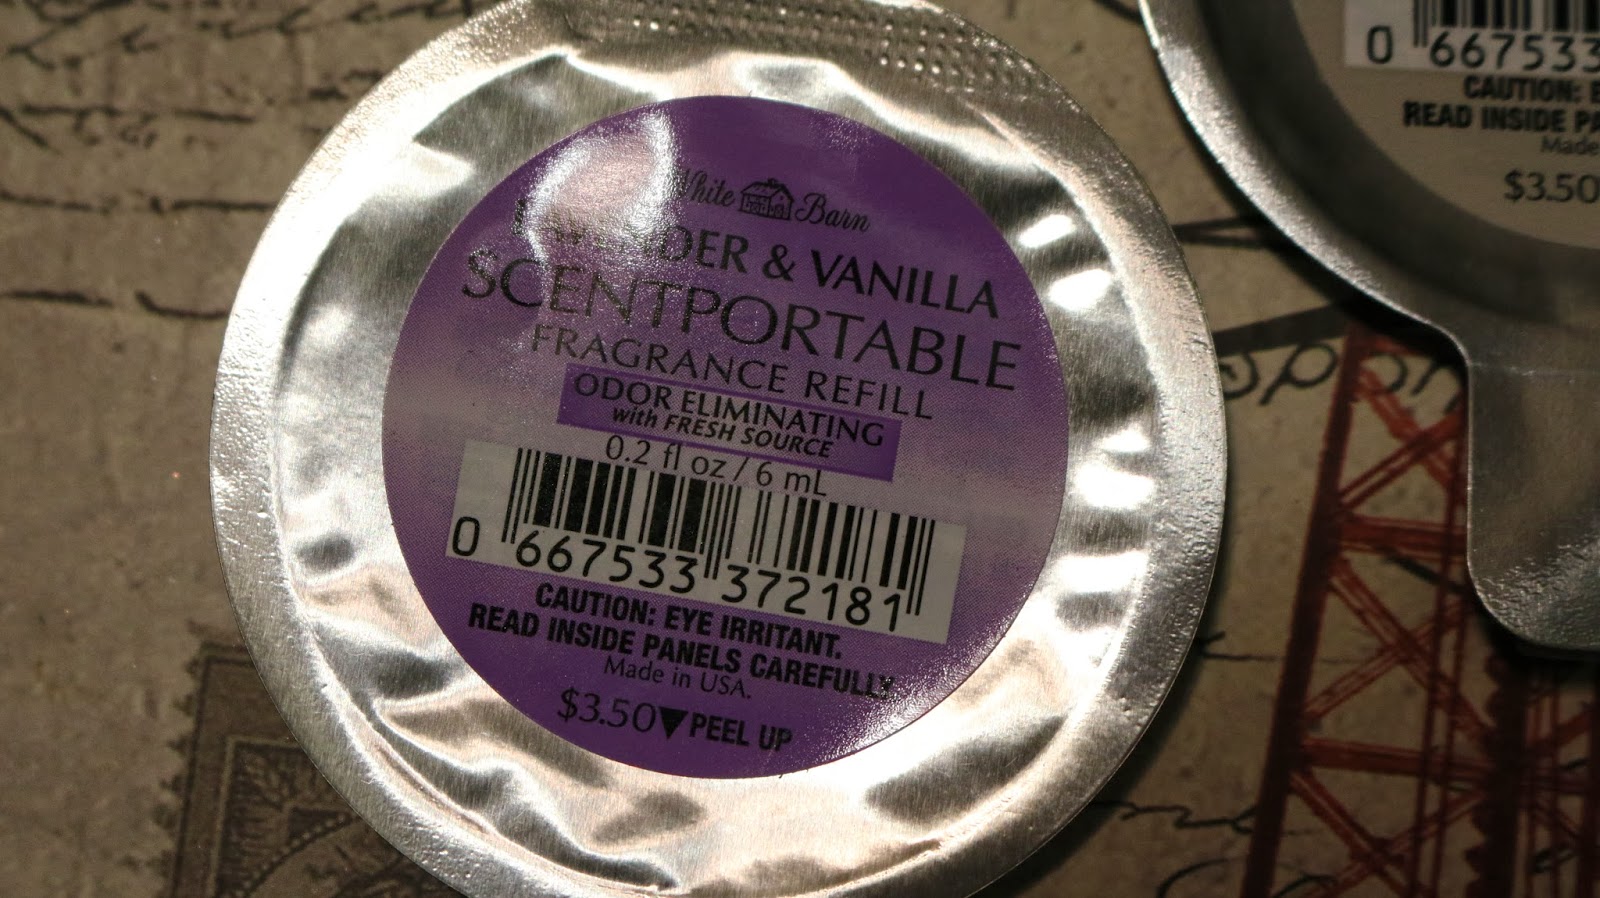 White Barn
LAVENDER & VANILLA
SCENTPORTABLE
FRAGRANCE REFILL
ODOR ELIMINATING
with FRESH SOURCE
0.2 fl oz / 6 mL
0 667533 372181
CAUTION: EYE IRRITANT.
READ INSIDE PANELS CAREFULLY.
Made in USA.
$3.50▼PEEL UP
0 667533
CAUTION: E
READ INSIDE PA
Made
$3.50